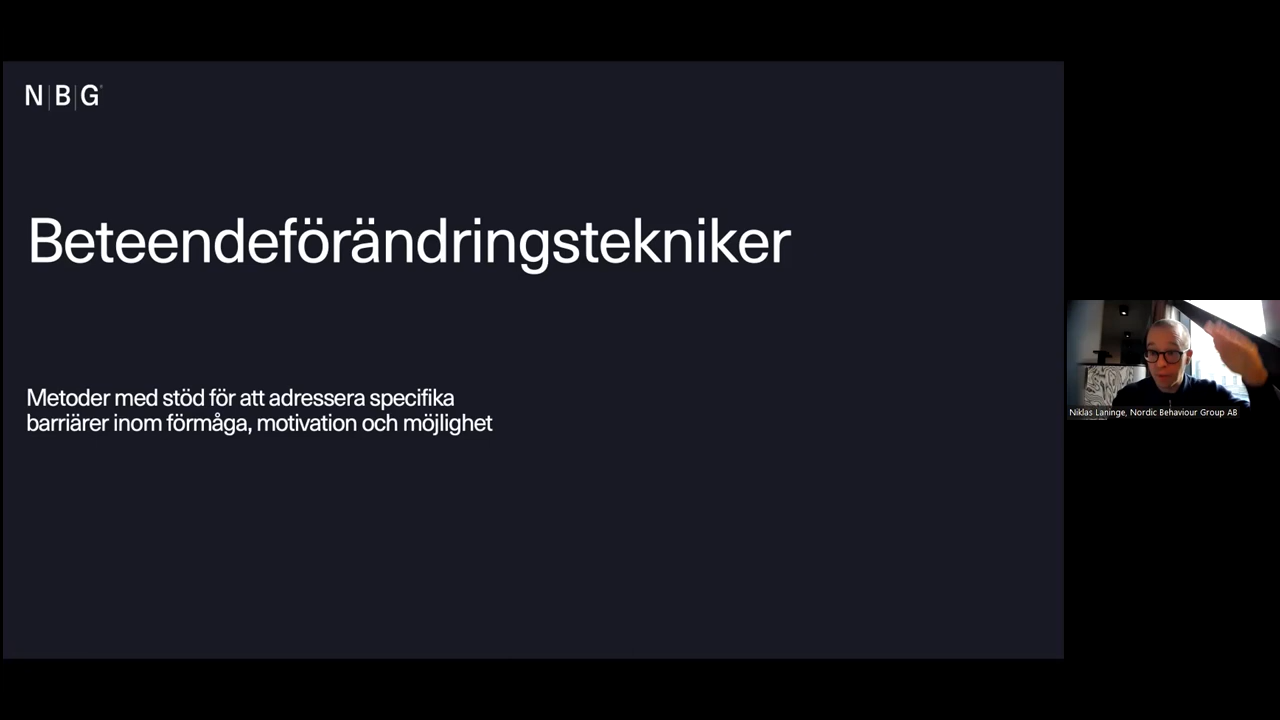 N|B|G
Beteendeförändringstekniker
Metoder med stöd för att adressera specifika
barriärer inom förmåga, motivation och möjlighet
Niklas Laninge, Nordic Behaviour Group AB